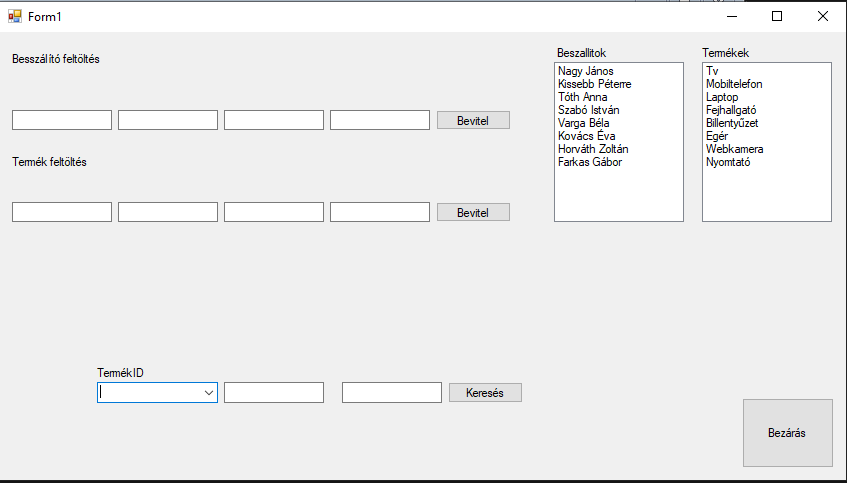 Form1
Besszálító feltöltés
Bevitel
Termék feltöltés
Bevitel
Beszallitok
Nagy János
Kissebb Péterre
Tóth Anna
Szabó István
Varga Béla
Kovács Éva
Horváth Zoltán
Farkas Gábor
Termékek
Tv
Mobiltelefon
Laptop
Fejhallgató
Billentyűzet
Egér
Webkamera
Nyomtató
TermékID
Keresés
Bezárás